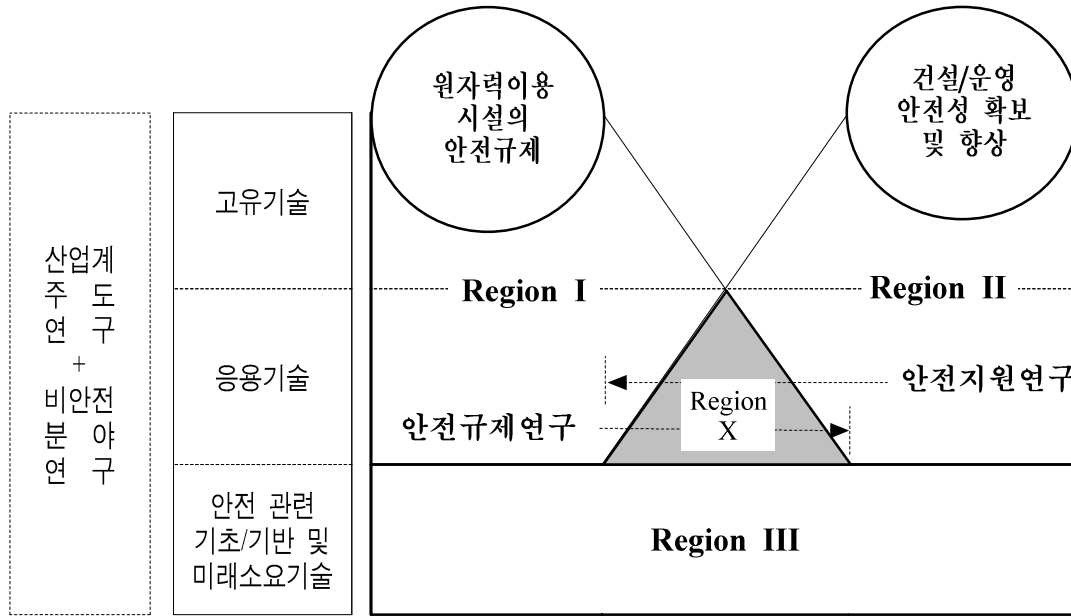 원자력이용
시설의
안전규제
건설/운영
안전성 확보
및 향상
산업계
주 도
연 구
+
비안전
분 야
연 구
고유기술
응용기술
안전 관련
기초/기반 및
미래소요기술
Region I
Region II
안전지원연구
Region
X
안전규제연구
Region III